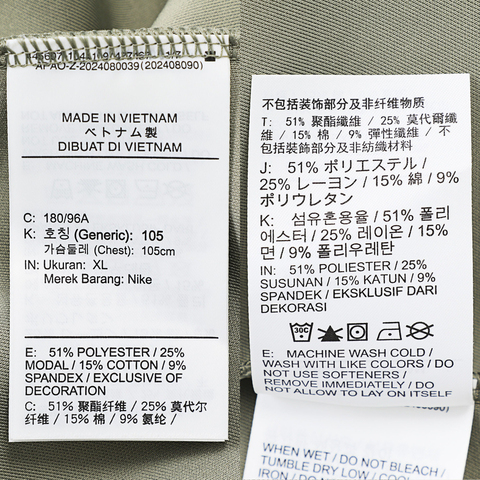 APAO-Z-2024080039 (202408090)
MADE IN VIETNAM
ベトナム製
DIBUAT DI VIETNAM
C: 180/96A
K: 호칭 (Generic): 105
가슴둘레 (Chest): 105cm
IN: Ukuran: XL
Merek Barang: Nike
E: 51% POLYESTER / 25%
MODAL / 15% COTTON / 9%
SPANDEX / EXCLUSIVE OF
DECORATION
C: 51% 聚酯纤维 / 25% 莫代尔
纤维 / 15% 棉 / 9% 氨纶 /
不包括装饰部分及非纤维物质
T: 51% 聚酯纖維 / 25% 莫代爾纖
維 / 15% 棉 / 9% 彈性纖維 / 不
包括裝飾部分及非紡織材料
J: 51% ポリエステル /
25% レーヨン / 15% 綿 / 9%
ポリウレタン
K: 섬유혼용율 / 51% 폴리
에스터 / 25% 레이온 / 15%
면 / 9% 폴리우레탄
IN: 51% POLIESTER / 25%
SUSUNAN / 15% KATUN / 9%
SPANDEK / EKSKLUSIF DARI
DEKORASI
30C
E: MACHINE WASH COLD /
WASH WITH LIKE COLORS / DO
NOT USE SOFTENERS /
REMOVE IMMEDIATELY / DO
NOT ALLOW TO LAY ON ITSELF
WHEN WET / DO NOT BLEACH /
TUMBLE DRY LOW / COOL
IRON / DO NOT